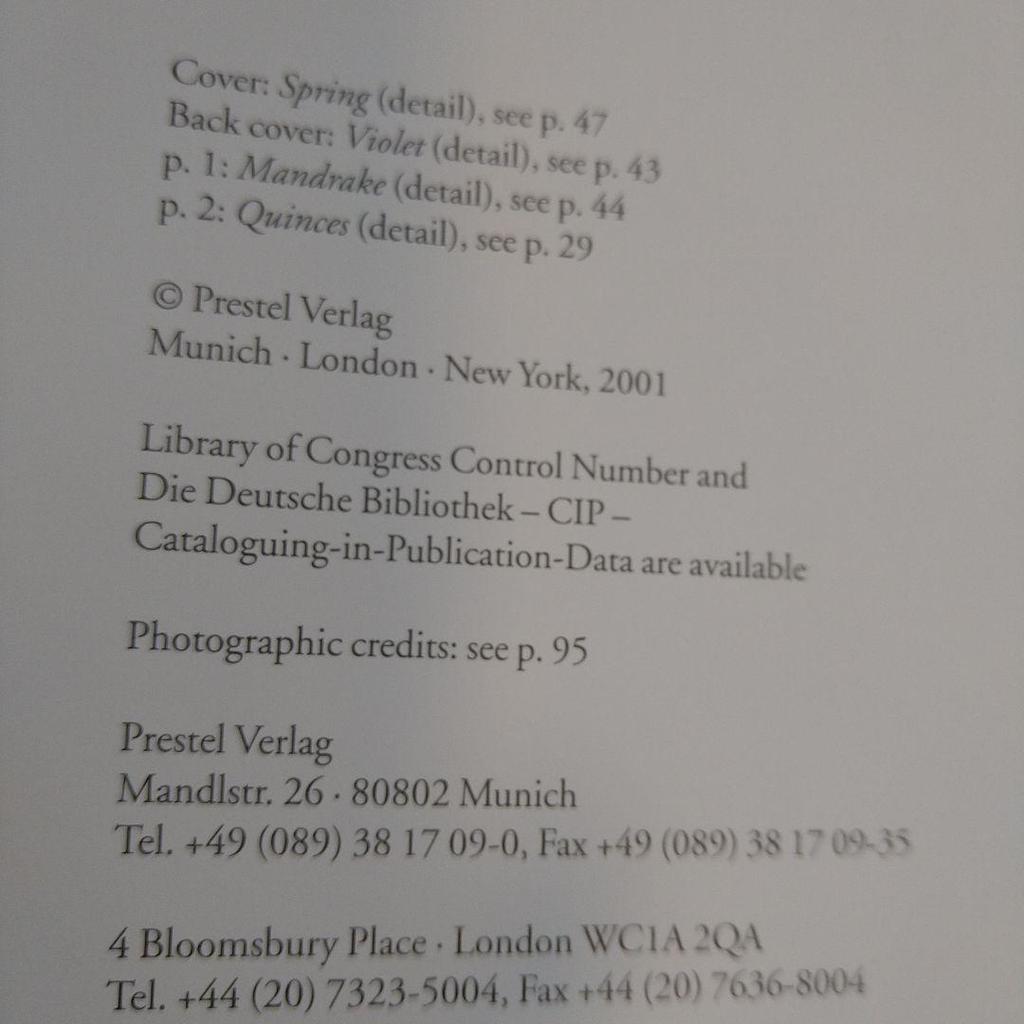 Cover: Spring (detail), see p. 47
Back cover: Violet (detail), see p. 43
p. 1: Mandrake (detail), see p. 44
p. 2: Quinces (detail), see p. 29
© Prestel Verlag
Munich · London · New York, 2001
Library of Congress Control Number and
Die Deutsche Bibliothek – CIP –
Cataloguing-in-Publication-Data are available
Photographic credits: see p. 95
Prestel Verlag
Mandlstr. 26 · 80802 Munich
Tel. +49 (089) 38 17 09-0, Fax +49 (089) 38 17 09-35
4 Bloomsbury Place · London WC1A 2QA
Tel. +44 (20) 7323-5004, Fax +44 (20) 7636-8004